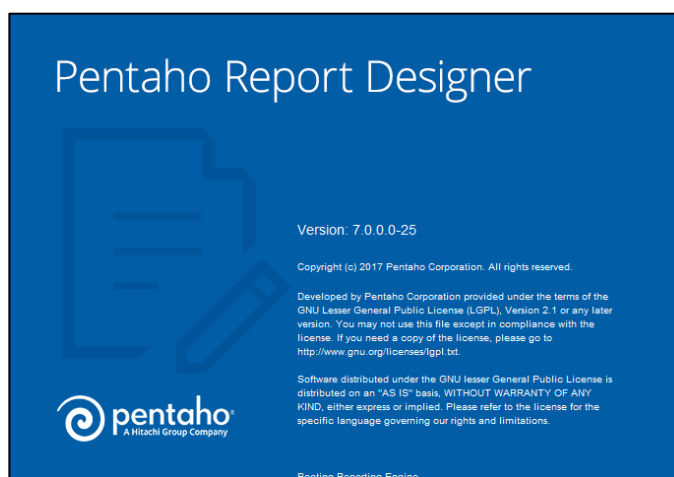 Pentaho Report Designer
Version: 7.0.0.0-25
Copyright (c) 2017 Pentaho Corporation. All rights reserved.
Developed by Pentaho Corporation provided under the terms of the
GNU Lesser General Public License (LGPL), Version 2.1 or any later
version. You may not use this file except in compliance with the
license. If you need a copy of the license, please go to
http://www.gnu.org/licenses/lgpl.txt.
Software distributed under the GNU lesser General Public License is
distributed on an "AS IS" basis, WITHOUT WARRANTY OF ANY
KIND, either express or implied. Please refer to the license for the
specific language governing our rights and limitations.
pentaho
A Hitachi Group Company
Booting Reporting Engine